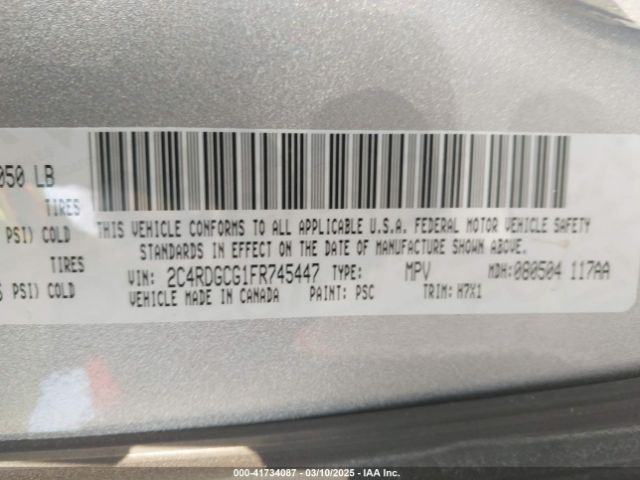 050 LB
TIRES
PSI) COLD
TIRES
PSI) COLD
THIS VEHICLE CONFORMS TO ALL APPLICABLE U.S.A. FEDERAL MOTOR VEHICLE SAFETY
STANDARDS IN EFFECT ON THE DATE OF MANUFACTURE SHOWN ABOVE.
VIN: 2C4RDGCG1FR745447 TYPE: MPV MDH:080504 117AA
VEHICLE MADE IN CANADA PAINT: PSC TRIM: H7X1
000-41734087 - 03/10/2025 - IAA Inc.